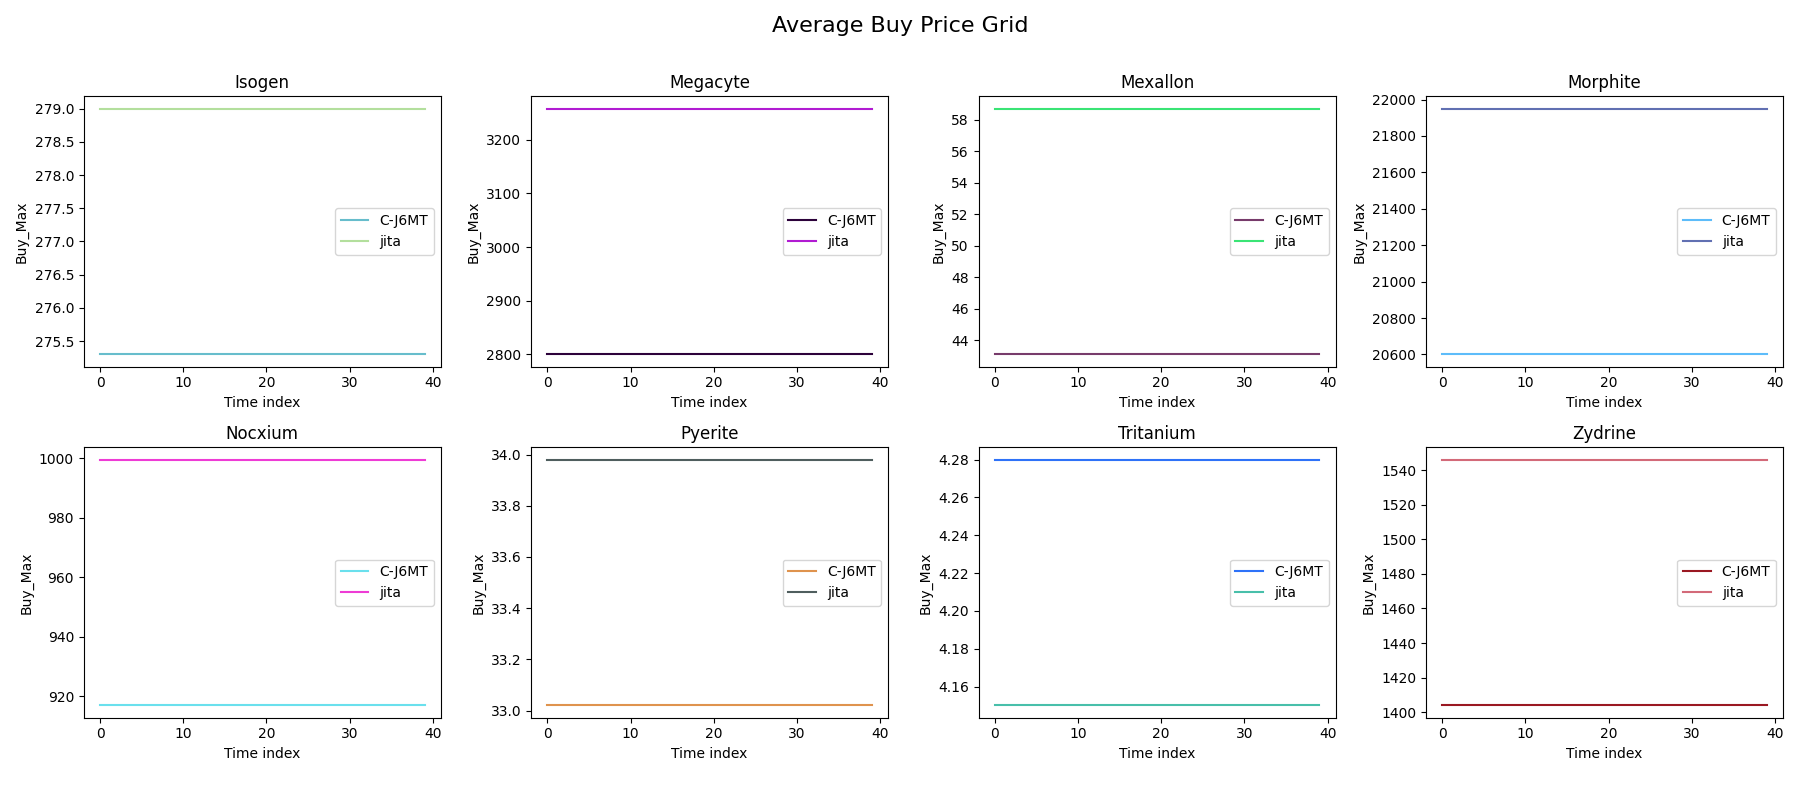 Average Buy Price Grid
Isogen
279.0
278.5
278.0
277.5
277.0
276.5
276.0
275.5
Buy_Max
C-J6MT
jita
0 10 20 30 40
Time index
Megacyte
3200
3100
3000
2900
2800
Buy_Max
C-J6MT
jita
0 10 20 30 40
Time index
Mexallon
58
56
54
52
50
48
46
44
Buy_Max
C-J6MT
jita
0 10 20 30 40
Time index
Morphite
22000
21800
21600
21400
21200
21000
20800
20600
Buy_Max
C-J6MT
jita
0 10 20 30 40
Time index
Nocxium
1000
980
960
940
920
Buy_Max
C-J6MT
jita
0 10 20 30 40
Time index
Pyerite
34.0
33.8
33.6
33.4
33.2
33.0
Buy_Max
C-J6MT
jita
0 10 20 30 40
Time index
Tritanium
4.28
4.26
4.24
4.22
4.20
4.18
4.16
Buy_Max
C-J6MT
jita
0 10 20 30 40
Time index
Zydrine
1540
1520
1500
1480
1460
1440
1420
1400
Buy_Max
C-J6MT
jita
0 10 20 30 40
Time index